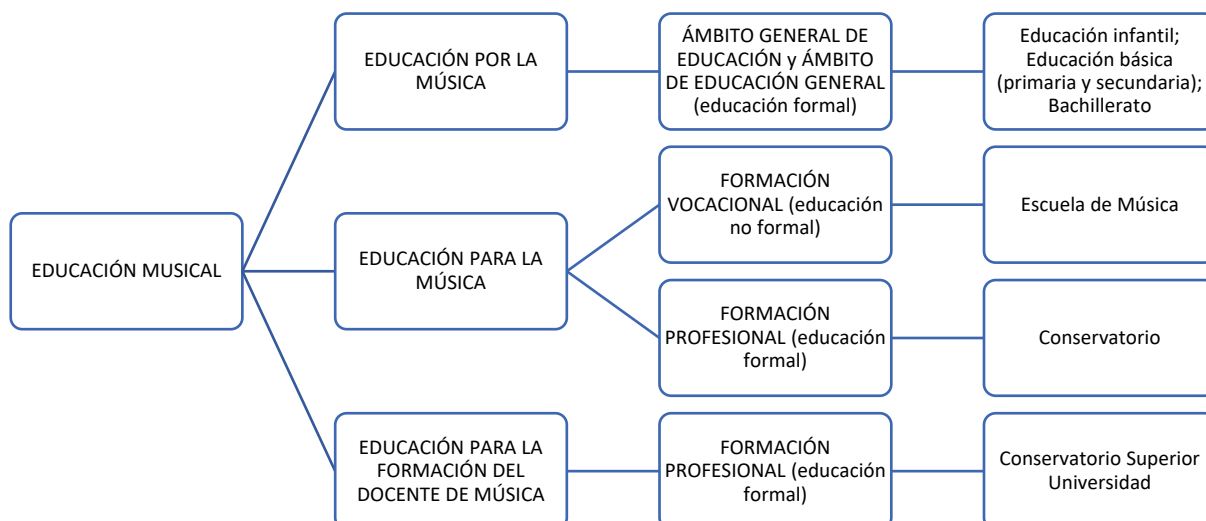 EDUCACIÓN MUSICAL
EDUCACIÓN POR LA
MÚSICA
ÁMBITO GENERAL DE
EDUCACIÓN y ÁMBITO
DE EDUCACIÓN GENERAL
(educación formal)
Educación infantil;
Educación básica
(primaria y secundaria);
Bachillerato
EDUCACIÓN PARA LA
MÚSICA
FORMACIÓN
VOCACIONAL (educación
no formal)
Escuela de Música
FORMACIÓN
PROFESIONAL (educación
formal)
Conservatorio
EDUCACIÓN PARA LA
FORMACIÓN DEL
DOCENTE DE MÚSICA
FORMACIÓN
PROFESIONAL (educación
formal)
Conservatorio Superior
Universidad